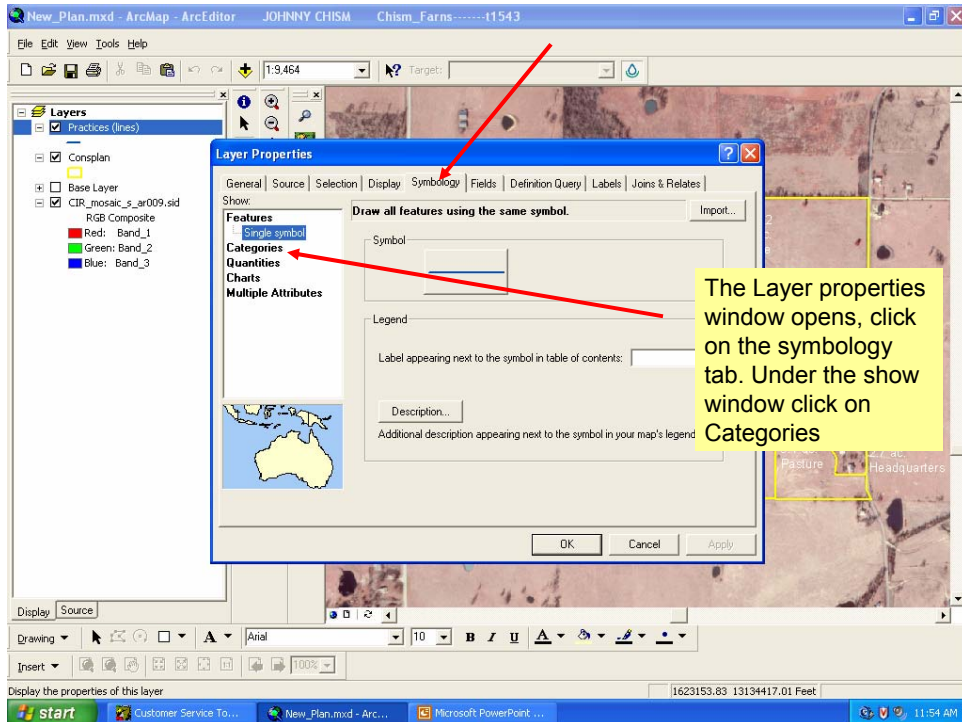 New_Plan.mxd - ArcMap - ArcEditor JOHNNY CHISM Chism_Farns-------t1543
File Edit View Tools Help
1:9,464 Target:
Layers
Practices (lines)
Consplan
Base Layer
CIR_mosaic_s_ar009.sid
RGB Composite
Red: Band_1
Green: Band_2
Blue: Band_3
Layer Properties
General Source Selection Display Symbology Fields Definition Query Labels Joins & Relates
Show:
Features
Single symbol
Categories
Quantities
Charts
Multiple Attributes
Draw all features using the same symbol.
Import...
Symbol
Legend
Label appearing next to the symbol in table of contents:
Description...
Additional description appearing next to the symbol in your map's legend
OK Cancel Apply
The Layer properties
window opens, click
on the symbology
tab. Under the show
window click on
Categories
Pasture
2.7 ac.
Headquarters
Display Source
Drawing A Arial 10 B I U A
Insert 100%
Display the properties of this layer
1623153.83 13134417.01 Feet
start Customer Service To... New_Plan.mxd - Arc... Microsoft PowerPoint ... 11:54 AM